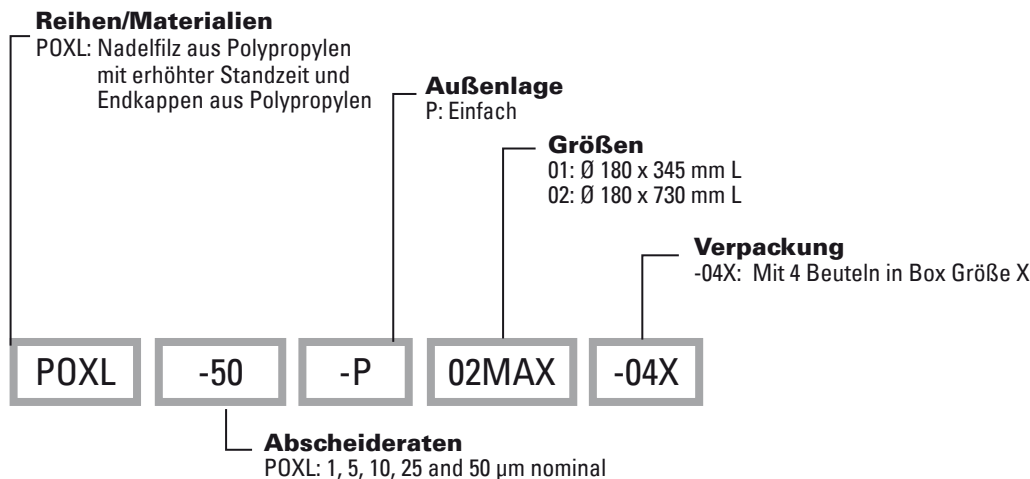 Reihen/Materialien
POXL: Nadelfilz aus Polypropylen
mit erhöhter Standzeit und
Endkappen aus Polypropylen
Außenlage
P: Einfach
Größen
01: Ø 180 x 345 mm L
02: Ø 180 x 730 mm L
Verpackung
-04X: Mit 4 Beuteln in Box Größe X
POXL -50 -P 02MAX -04X
Abscheideraten
POXL: 1, 5, 10, 25 and 50 µm nominal